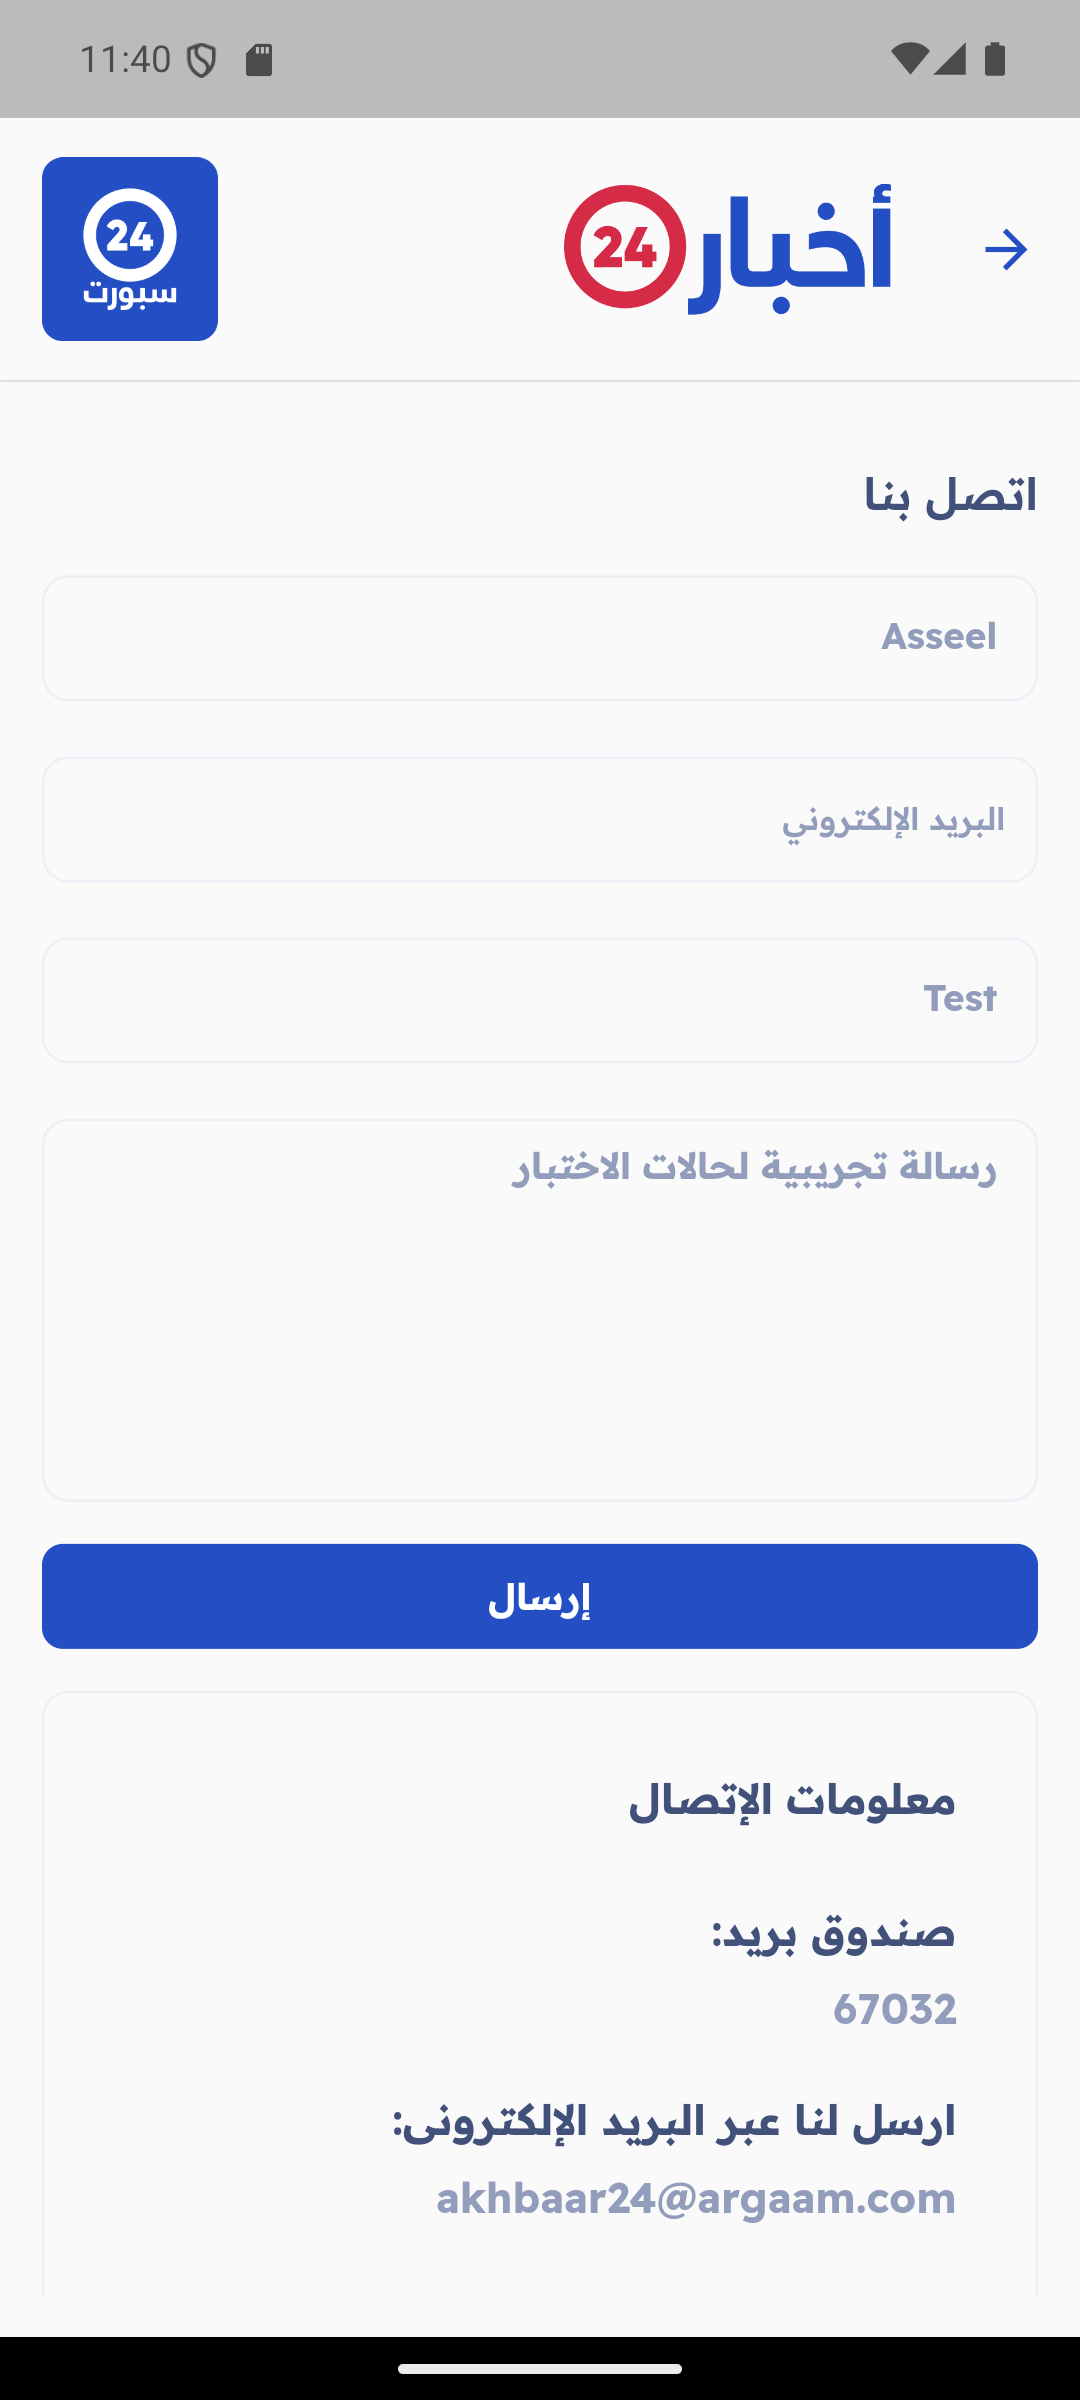 11:40
أخبار 24
24
سبورت
اتصل بنا
Asseel
البريد الإلكتروني
Test
رسالة تجريبية لحالات الاختبار
إرسال
معلومات الإتصال
صندوق بريد:
67032
ارسل لنا عبر البريد الإلكترونى:
akhbaar24@argaam.com